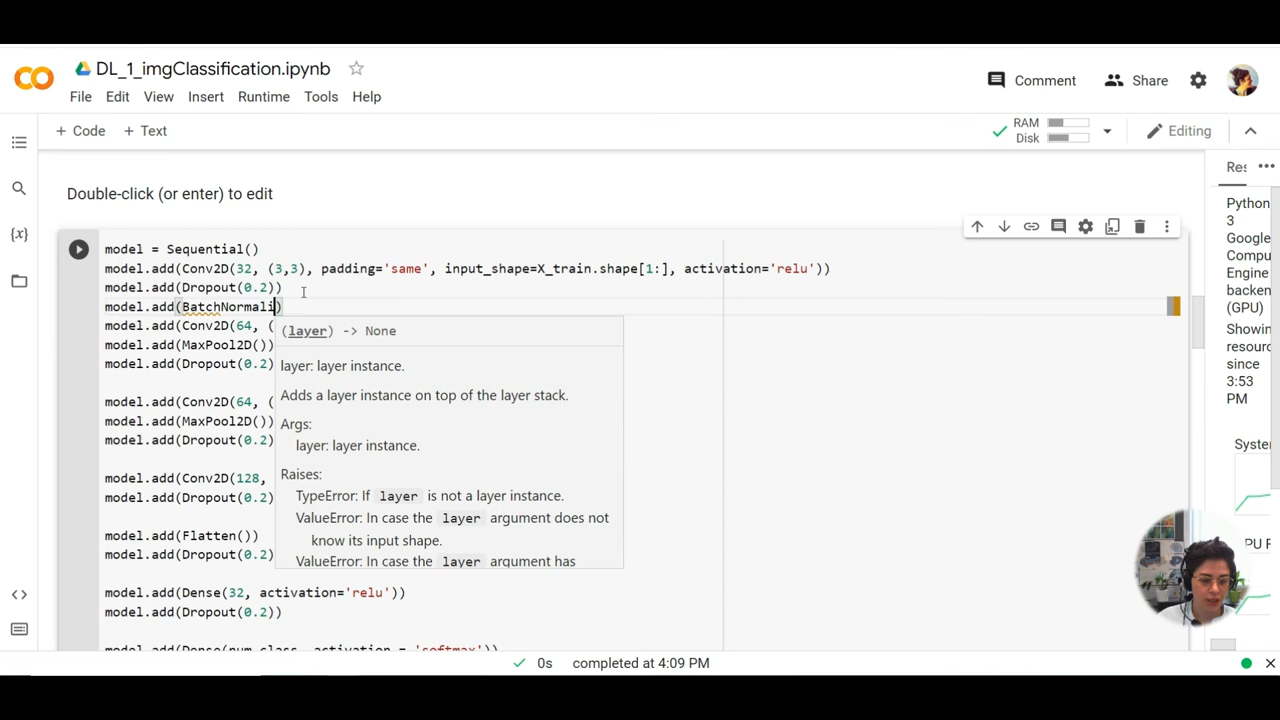 DL_1_imgClassification.ipynb
File Edit View Insert Runtime Tools Help
Comment Share
+ Code + Text
RAM
Disk
Editing
Double-click (or enter) to edit
model = Sequential()
model.add(Conv2D(32, (3,3), padding='same', input_shape=X_train.shape[1:], activation='relu'))
model.add(Dropout(0.2))
model.add(BatchNormali)
model.add(Conv2D(64, (
model.add(MaxPool2D())
model.add(Dropout(0.2)
model.add(Conv2D(64, (
model.add(MaxPool2D())
model.add(Dropout(0.2)
model.add(Conv2D(128,
model.add(Dropout(0.2)
model.add(Flatten())
model.add(Dropout(0.2)
model.add(Dense(32, activation='relu'))
model.add(Dropout(0.2))
model.add(Dense(num_class, activation = 'softmax'))
(layer) -> None
layer: layer instance.
Adds a layer instance on top of the layer stack.
Args:
layer: layer instance.
Raises:
TypeError: If layer is not a layer instance.
ValueError: In case the layer argument does not
know its input shape.
ValueError: In case the layer argument has
Res
Python
3
Google
Compu
Engine
backen
(GPU)
Showin
resourc
since
3:53
PM
Syster
PU F
0s completed at 4:09 PM